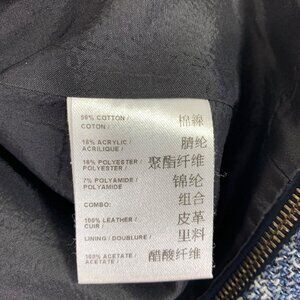 58% COTTON / 棉線
COTON /
18% ACRYLIC / 腈纶
ACRILIQUE /
16% POLYESTER / 聚酯纤维
POLYESTER /
7% POLYAMIDE / 锦纶
POLYAMIDE
COMBO: 组合
100% LEATHER / 皮革
CUIR /
LINING / DOUBLURE / 里料
100% ACETATE / 醋酸纤维
ACETATE /